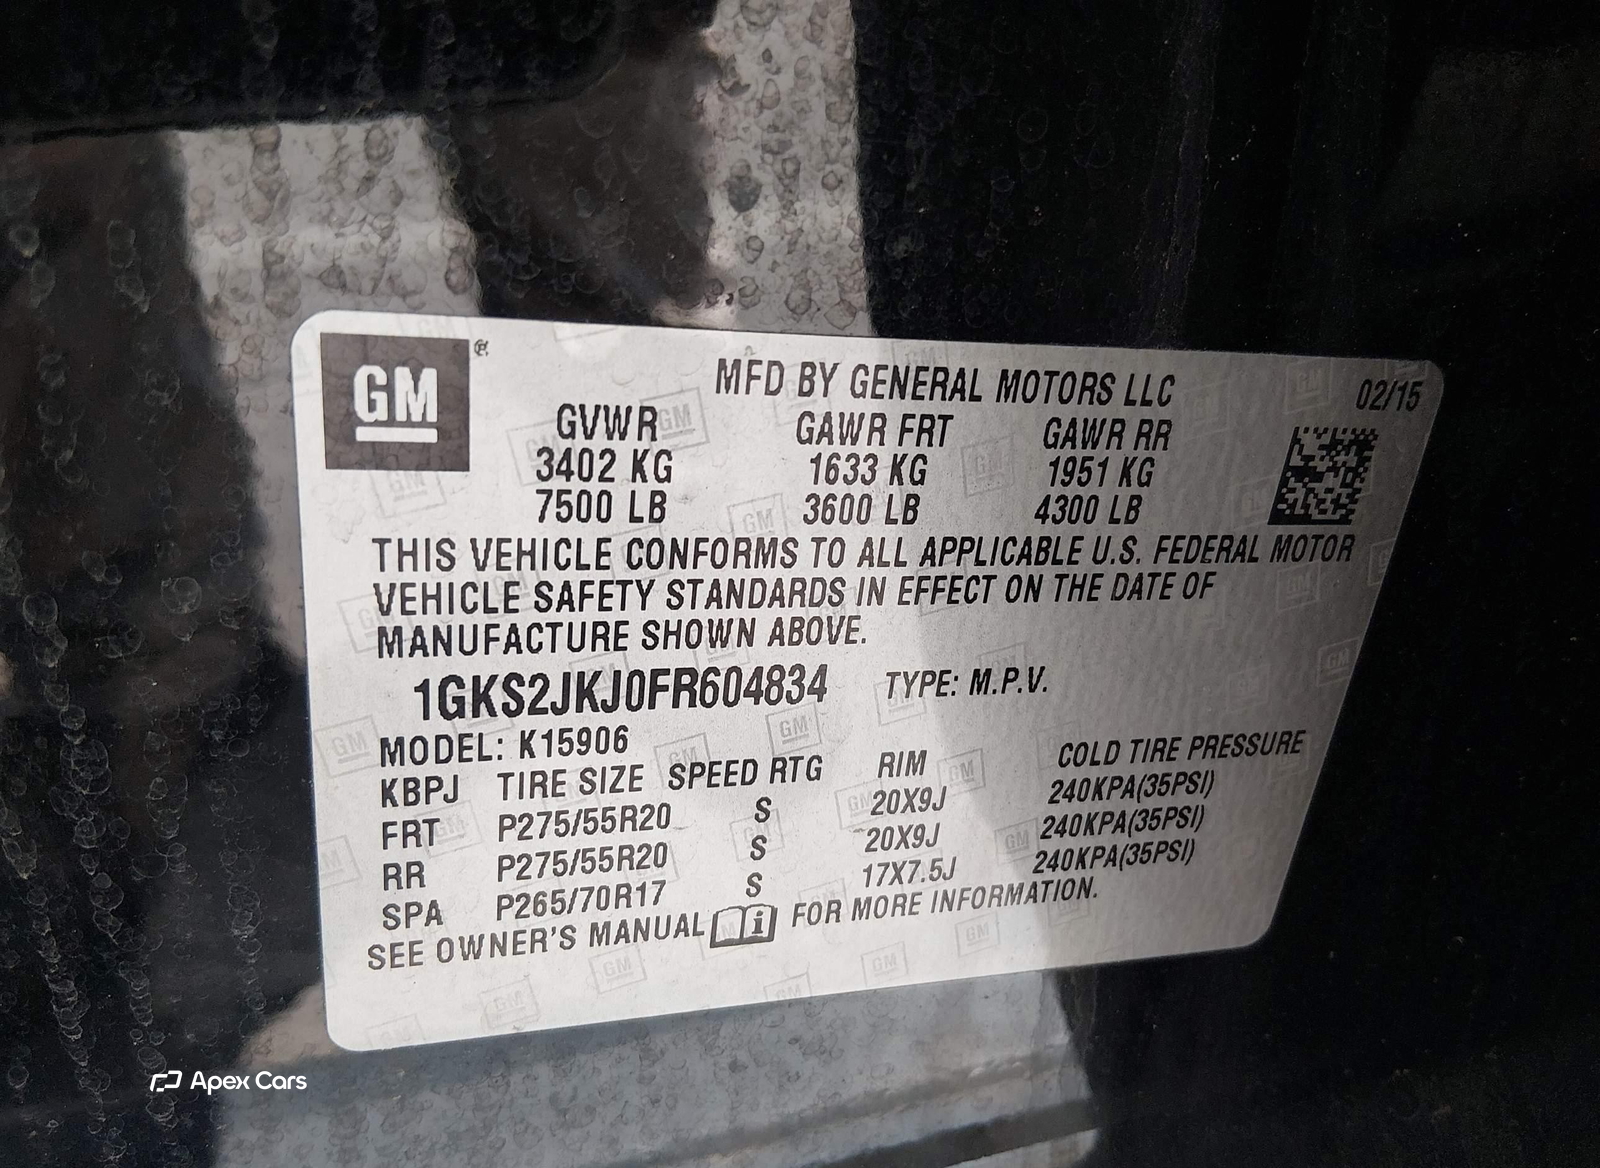 GM
MFD BY GENERAL MOTORS LLC 02/15
GVWR GAWR FRT GAWR RR
3402 KG 1633 KG 1951 KG
7500 LB 3600 LB 4300 LB
THIS VEHICLE CONFORMS TO ALL APPLICABLE U.S. FEDERAL MOTOR
VEHICLE SAFETY STANDARDS IN EFFECT ON THE DATE OF
MANUFACTURE SHOWN ABOVE.
1GKS2JKJ0FR604834 TYPE: M.P.V.
MODEL: K15906
KBPJ TIRE SIZE SPEED RTG RIM COLD TIRE PRESSURE
FRT P275/55R20 S 20X9J 240KPA(35PSI)
RR P275/55R20 S 20X9J 240KPA(35PSI)
SPA P265/70R17 S 17X7.5J 240KPA(35PSI)
SEE OWNER'S MANUAL i FOR MORE INFORMATION.
Apex Cars